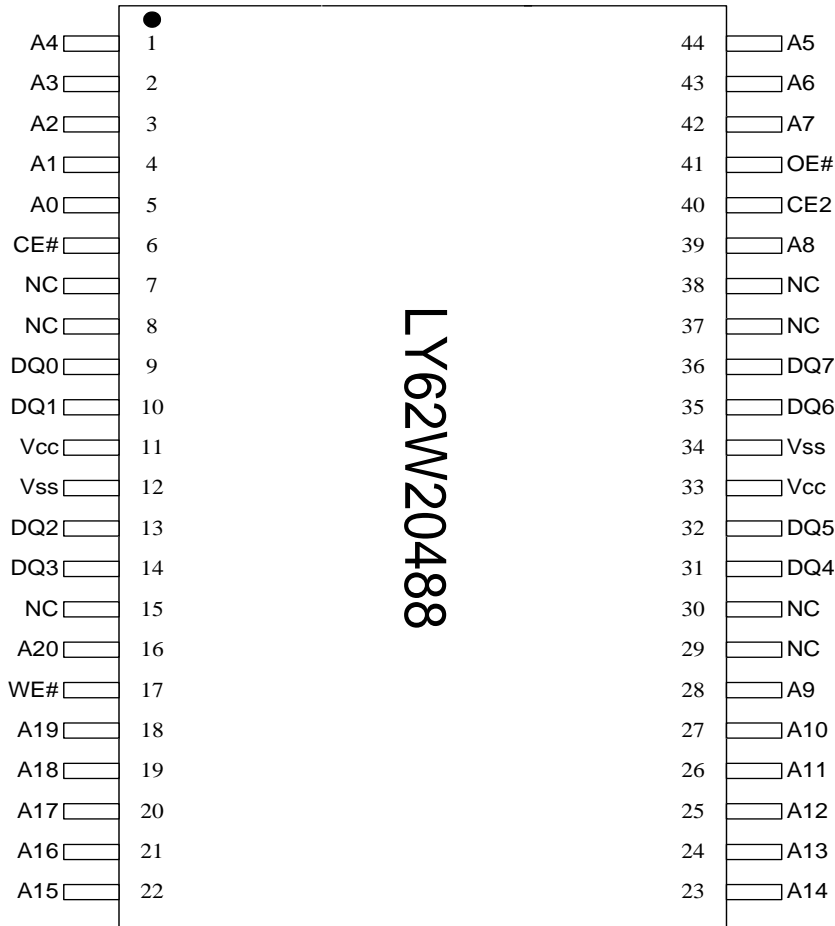 A4 1 44 A5
A3 2 43 A6
A2 3 42 A7
A1 4 41 OE#
A0 5 40 CE2
CE# 6 39 A8
NC 7 38 NC
NC 8 37 NC
DQ0 9 36 DQ7
DQ1 10 35 DQ6
Vcc 11 34 Vss
Vss 12 33 Vcc
DQ2 13 32 DQ5
DQ3 14 31 DQ4
NC 15 30 NC
A20 16 29 NC
WE# 17 28 A9
A19 18 27 A10
A18 19 26 A11
A17 20 25 A12
A16 21 24 A13
A15 22 23 A14
LY62W20488